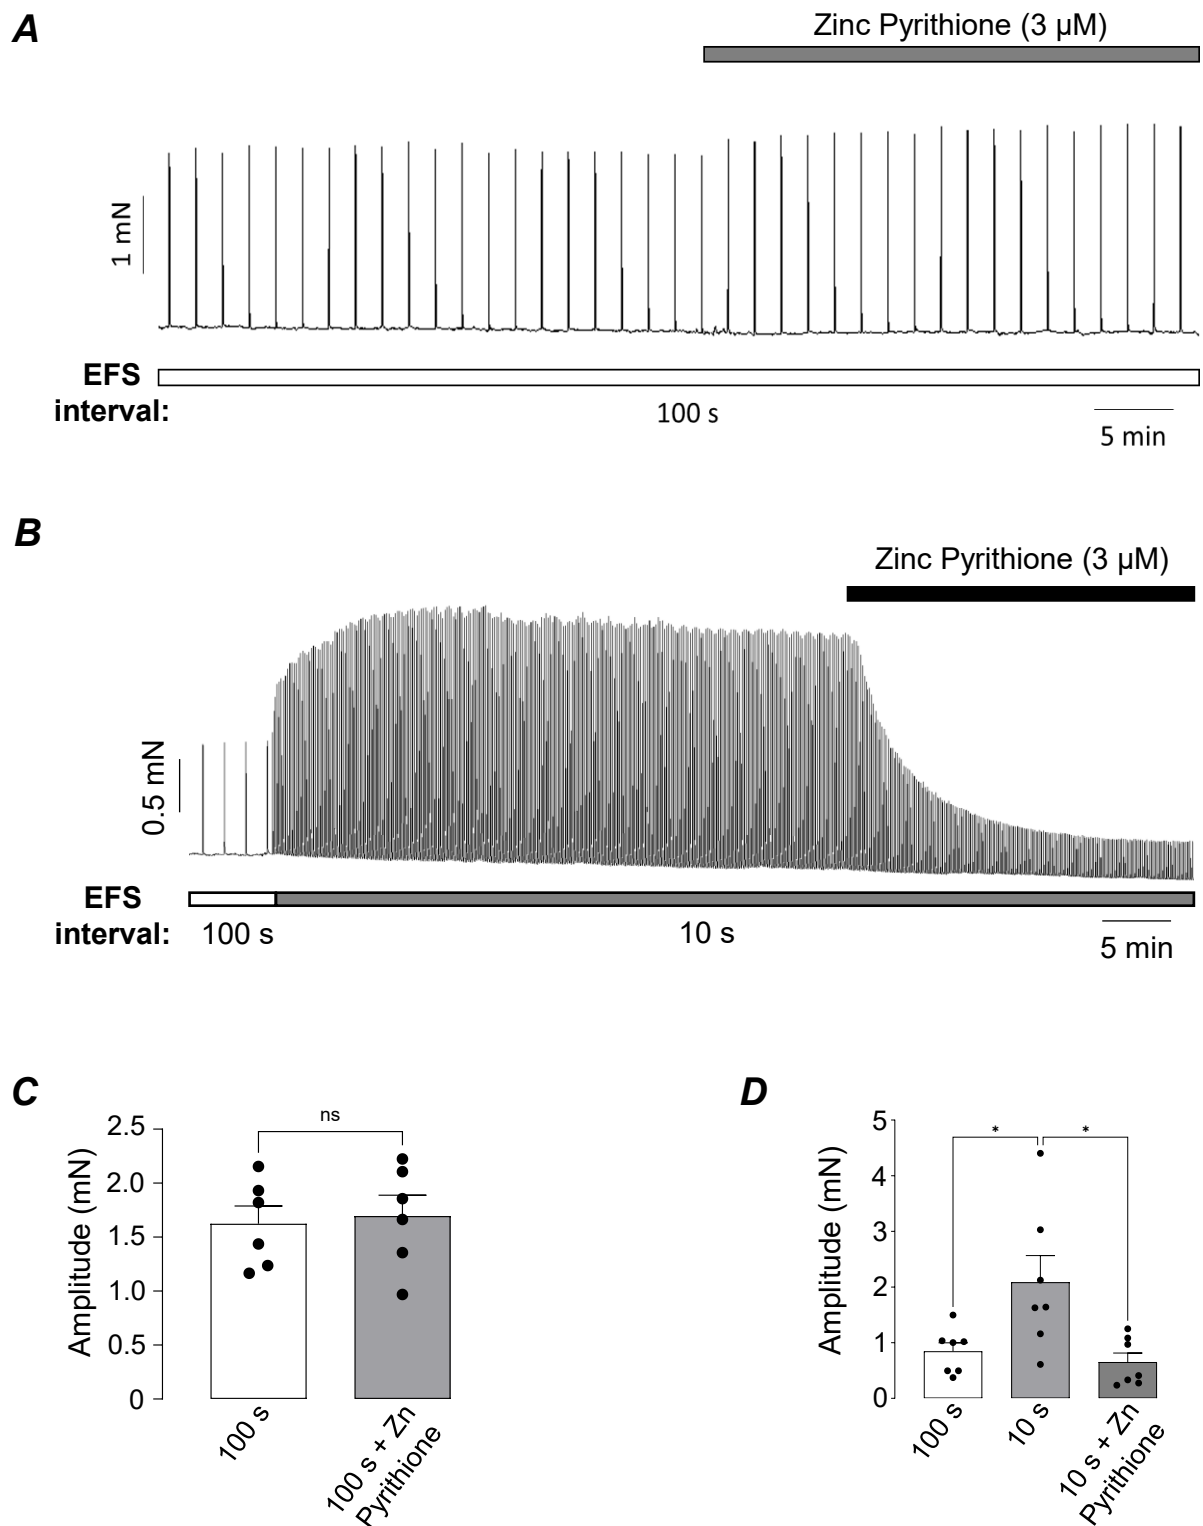 A
Zinc Pyrithione (3 µM)
1 mN
EFS
interval:
100 s
5 min
B
Zinc Pyrithione (3 µM)
0.5 mN
EFS
interval:
100 s
10 s
5 min
C
ns
Amplitude (mN)
2.5
2.0
1.5
1.0
0.5
0
100 s
100 s + Zn
Pyrithione
D
* *
Amplitude (mN)
5
4
3
2
1
0
100 s
10 s
10 s + Zn
Pyrithione